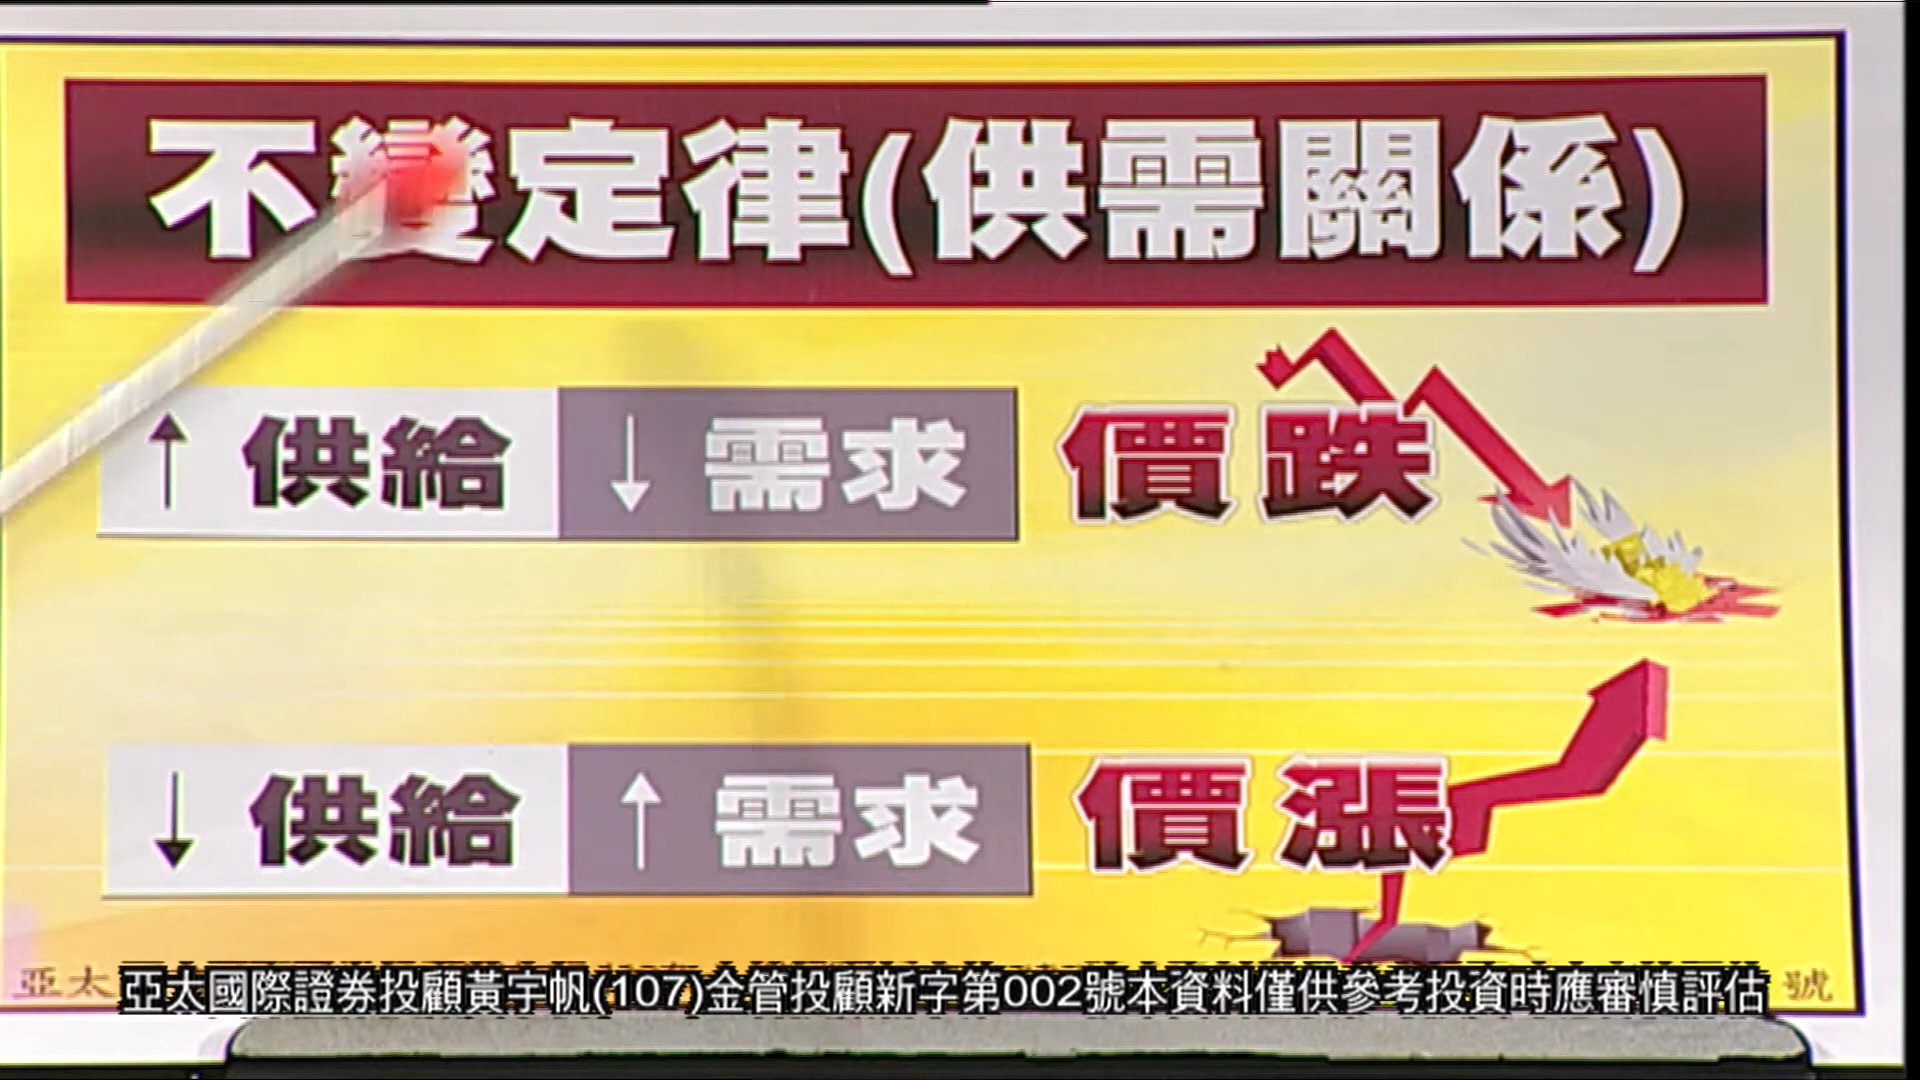 不變定律(供需關係)
↑ 供給 ↓ 需求 價跌
↓ 供給 ↑ 需求 價漲
亞太 號
亞太國際證券投顧黃宇帆(107)金管投顧新字第002號本資料僅供參考投資時應審慎評估